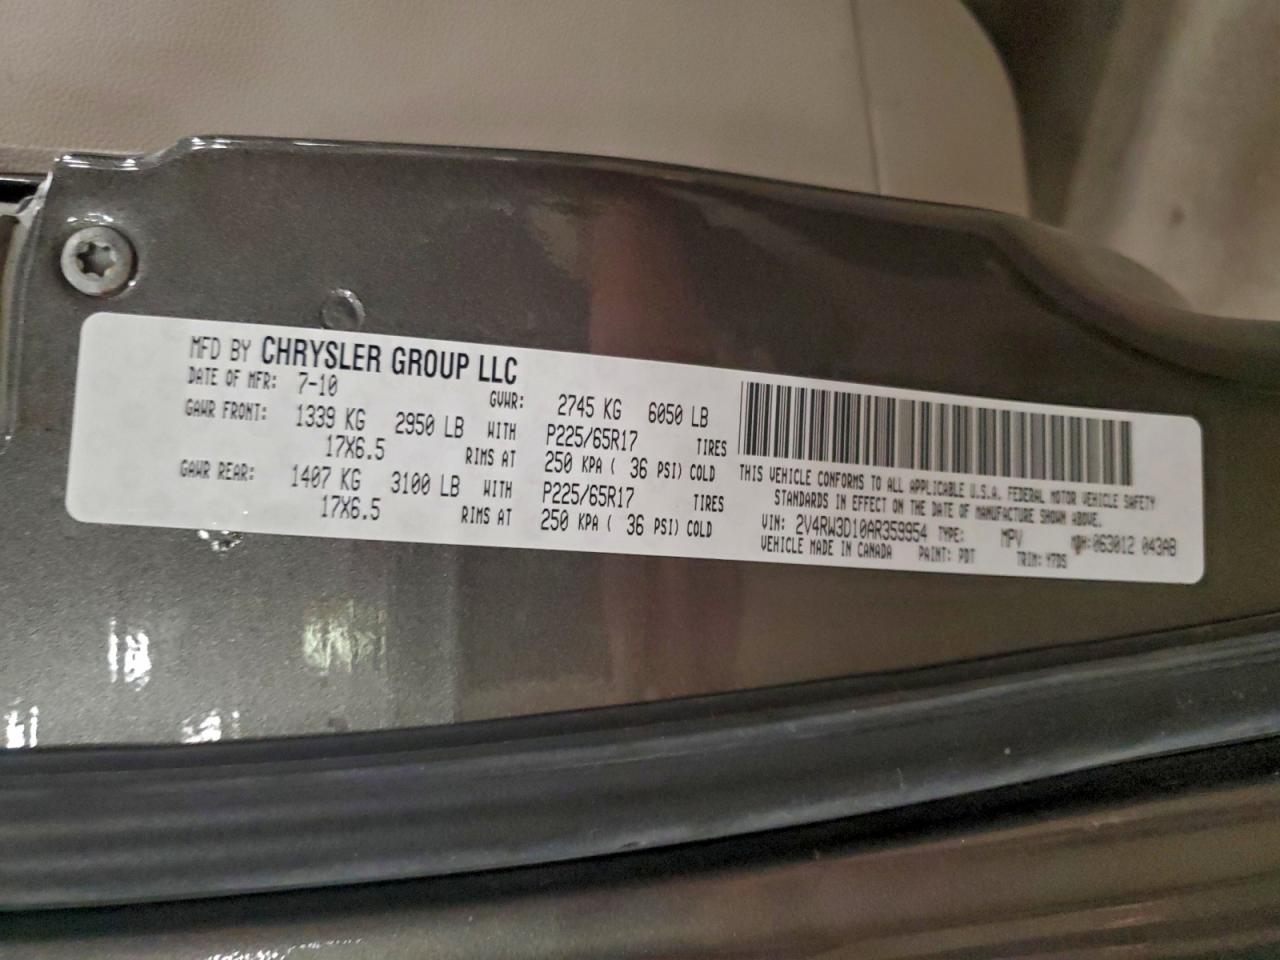 MFD BY CHRYSLER GROUP LLC
DATE OF MFR: 7-10 GVWR: 2745 KG 6050 LB
GAWR FRONT: 1339 KG 2950 LB WITH P225/65R17 TIRES
17X6.5 RIMS AT 250 KPA ( 36 PSI) COLD
GAWR REAR: 1407 KG 3100 LB WITH P225/65R17 TIRES
17X6.5 RIMS AT 250 KPA ( 36 PSI) COLD
THIS VEHICLE CONFORMS TO ALL APPLICABLE U.S.A. FEDERAL MOTOR VEHICLE SAFETY
STANDARDS IN EFFECT ON THE DATE OF MANUFACTURE SHOWN ABOVE.
VIN: 2V4RW3D10AR359954 TYPE: MPV MDH:063012 043AB
VEHICLE MADE IN CANADA PAINT: PDT TRIM: Y7D5